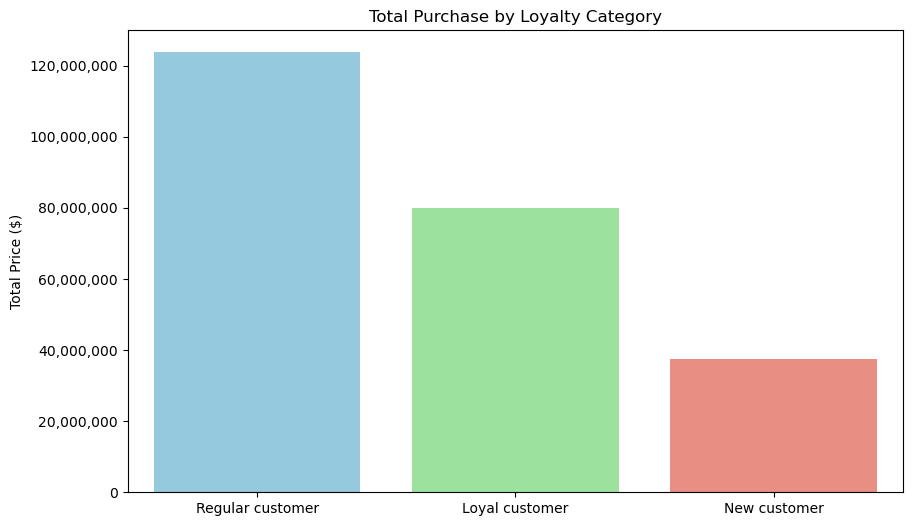 Total Purchase by Loyalty Category
Total Price ($)
120,000,000
100,000,000
80,000,000
60,000,000
40,000,000
20,000,000
0
Regular customer
Loyal customer
New customer